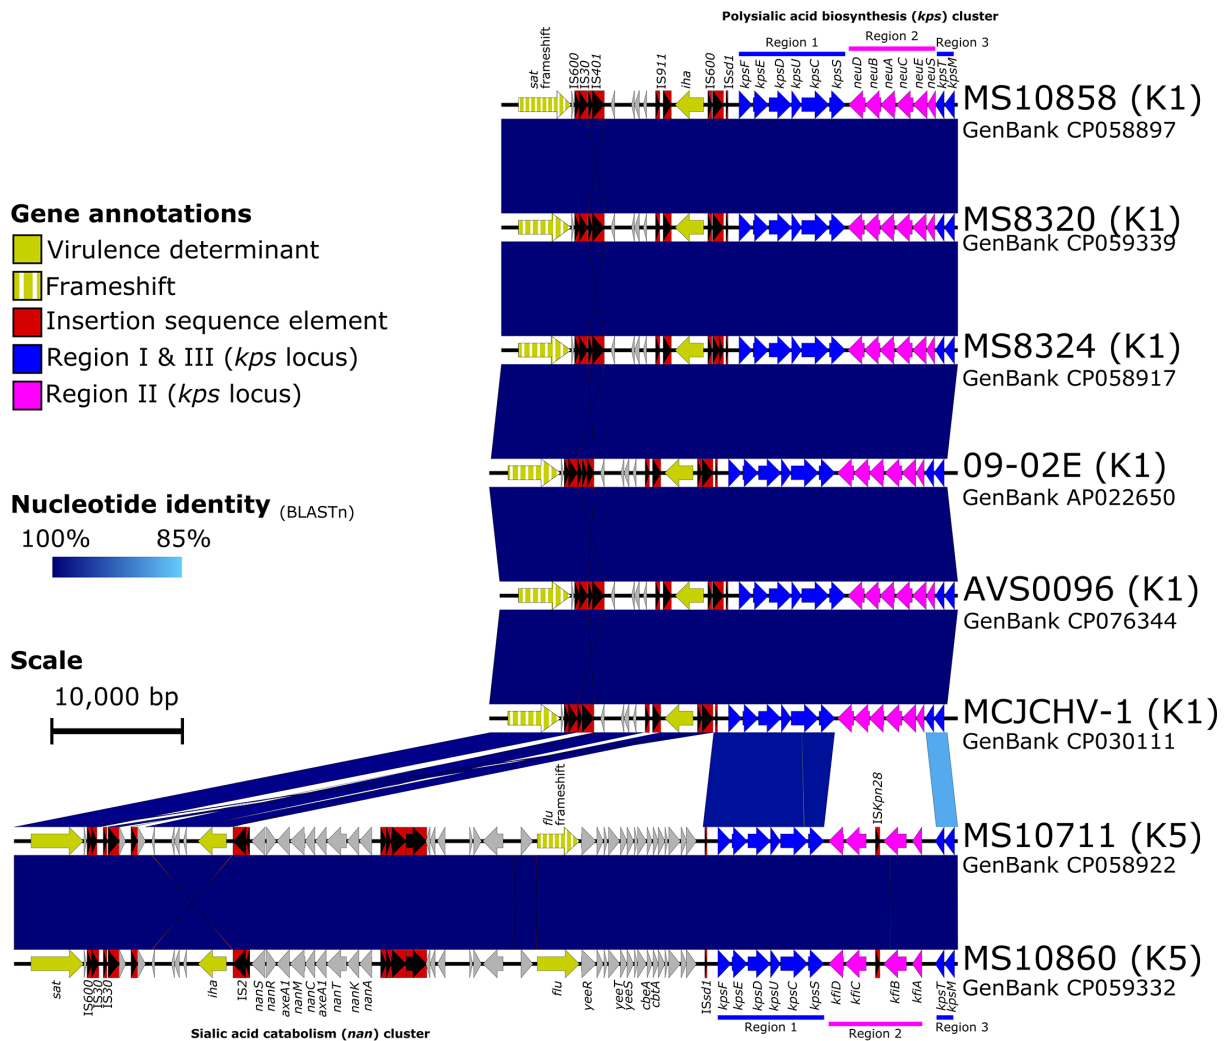 Polysialic acid biosynthesis (kps) cluster
Region 1
Region 2
Region 3
sat
frameshift
IS600
IS30
IS401
IS911
iha
IS600
ISsd1
kpsF
kpsE
kpsD
kpsU
kpsC
kpsS
neuD
neuB
neuA
neuC
neuE
neuS
kpsT
kpsM
MS10858 (K1)
GenBank CP058897
MS8320 (K1)
GenBank CP059339
Gene annotations
Virulence determinant
Frameshift
Insertion sequence element
Region I & III (kps locus)
Region II (kps locus)
MS8324 (K1)
GenBank CP058917
09-02E (K1)
GenBank AP022650
Nucleotide identity (BLASTn)
100% 85%
AVS0096 (K1)
GenBank CP076344
Scale
10,000 bp
MCJCHV-1 (K1)
GenBank CP030111
flu
frameshift
ISKpn28
MS10711 (K5)
GenBank CP058922
MS10860 (K5)
GenBank CP059332
sat
IS600
IS30
IS30
iha
IS2
nanS
nanR
axeA1
nanM
nanC
axeA1
nanT
nanK
nanA
flu
yeeR
yeeT
yeeS
cbeA
cbtA
ISsd1
kpsF
kpsE
kpsD
kpsU
kpsC
kpsS
kfiD
kfiC
kfiB
kfiA
kpsT
kpsM
Region 1
Region 2
Region 3
Sialic acid catabolism (nan) cluster